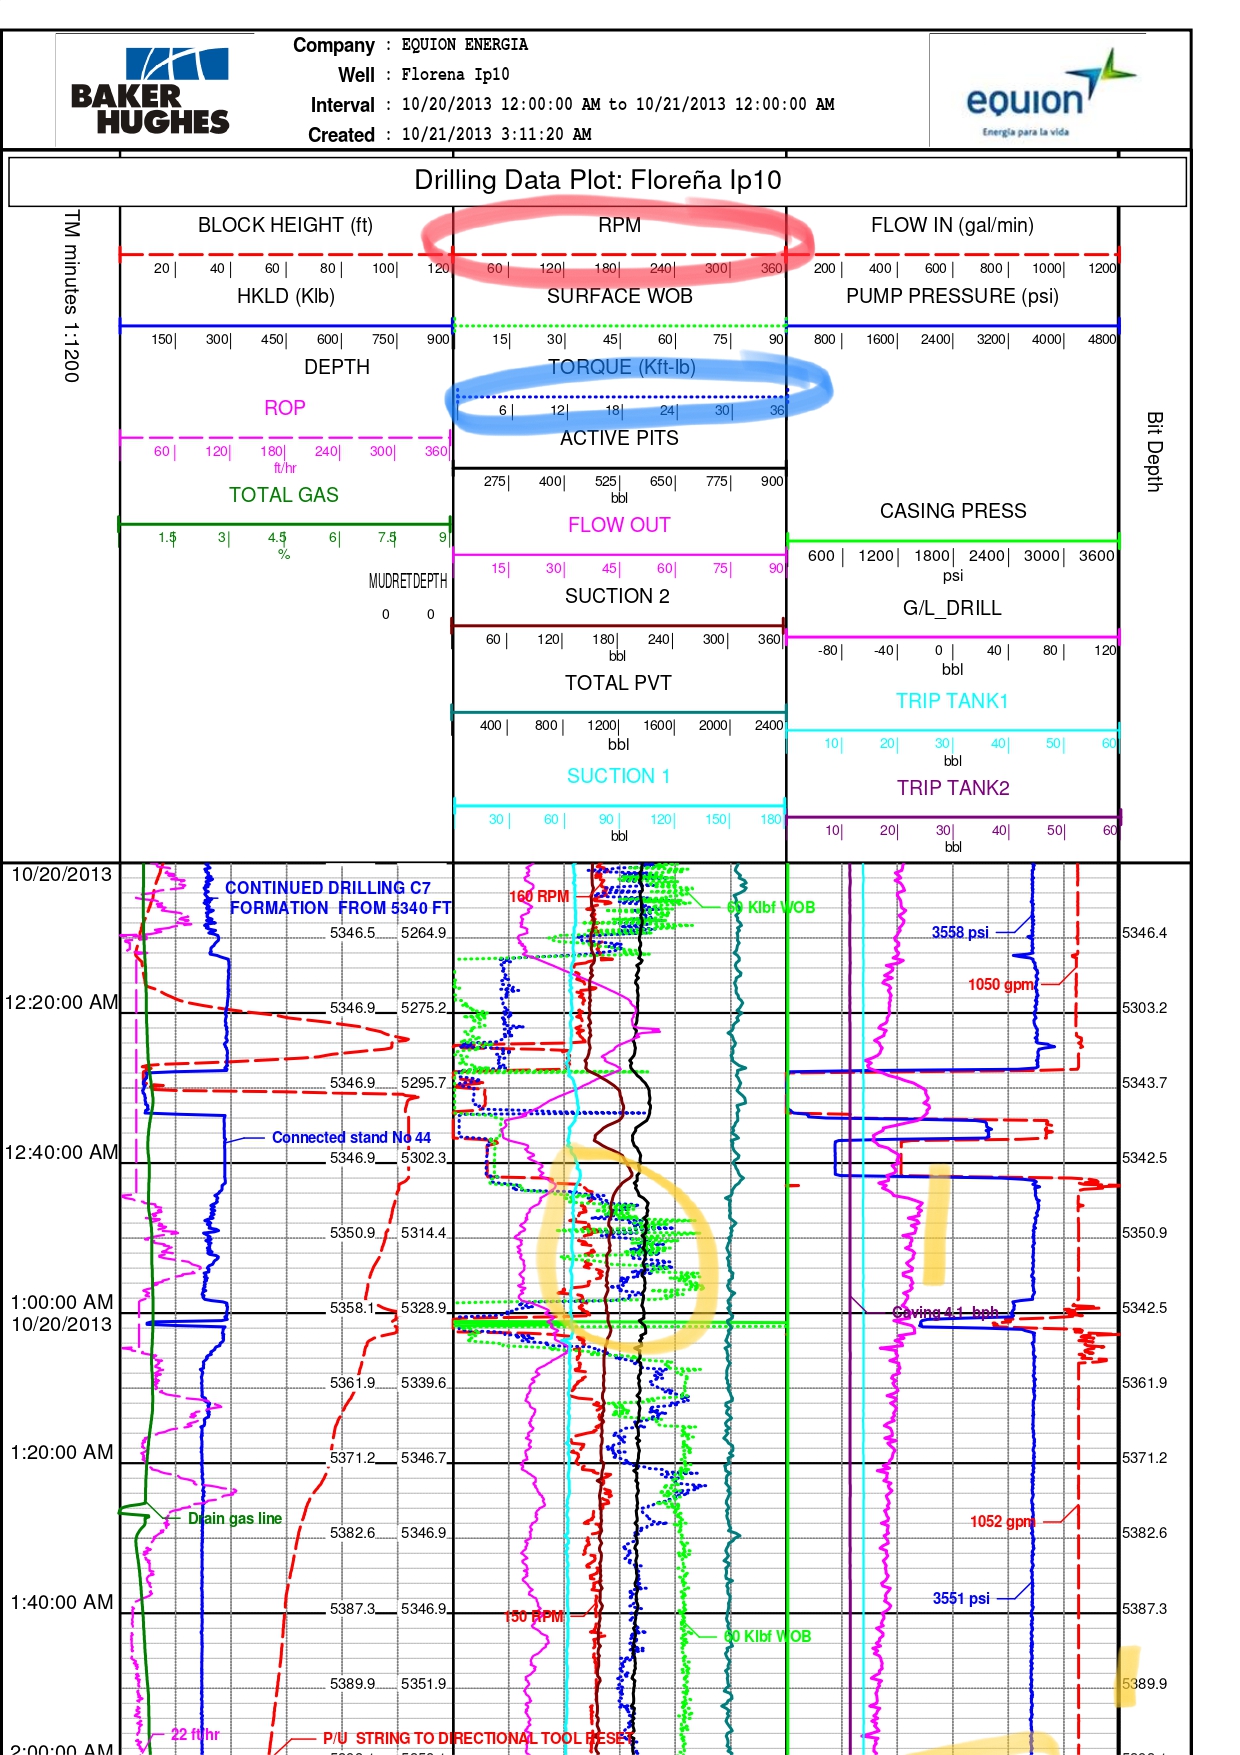 BAKER
HUGHES
Company : EQUION ENERGIA
Well : Florena Ip10
Interval : 10/20/2013 12:00:00 AM to 10/21/2013 12:00:00 AM
Created : 10/21/2013 3:11:20 AM
equion
Energía para la vida
Drilling Data Plot: Floreña Ip10
TM minutes 1:1200
BLOCK HEIGHT (ft)
20 40 60 80 100 120
HKLD (Klb)
150 300 450 600 750 900
DEPTH
ROP
60 120 180 240 300 360
ft/hr
TOTAL GAS
1.5 3 4.5 6 7.5 9
%
MUDRETDEPTH
0 0
RPM
60 120 180 240 300 360
SURFACE WOB
15 30 45 60 75 90
TORQUE (Kft-lb)
6 12 18 24 30 36
ACTIVE PITS
275 400 525 650 775 900
bbl
FLOW OUT
15 30 45 60 75 90
SUCTION 2
60 120 180 240 300 360
bbl
TOTAL PVT
400 800 1200 1600 2000 2400
bbl
SUCTION 1
30 60 90 120 150 180
bbl
FLOW IN (gal/min)
200 400 600 800 1000 1200
PUMP PRESSURE (psi)
800 1600 2400 3200 4000 4800
CASING PRESS
600 1200 1800 2400 3000 3600
psi
G/L_DRILL
-80 -40 0 40 80 120
bbl
TRIP TANK1
10 20 30 40 50 60
bbl
TRIP TANK2
10 20 30 40 50 60
bbl
Bit Depth
10/20/2013
CONTINUED DRILLING C7
FORMATION FROM 5340 FT
160 RPM
60 Klbf WOB
5346.5 5264.9
3558 psi
5346.4
1050 gpm
12:20:00 AM
5346.9 5275.2
5303.2
5346.9 5295.7
5343.7
Connected stand No 44
12:40:00 AM
5346.9 5302.3
5342.5
5350.9 5314.4
5350.9
1:00:00 AM
5358.1 5328.9
Caving 4.1 bph
5342.5
10/20/2013
5361.9 5339.6
5361.9
1:20:00 AM
5371.2 5346.7
5371.2
Drain gas line
1052 gpm
5382.6 5346.9
5382.6
3551 psi
1:40:00 AM
5387.3 5346.9
5387.3
150 RPM
60 Klbf WOB
5389.9 5351.9
5389.9
22 ft/hr
P/U STRING TO DIRECTIONAL TOOL RESET
2:00:00 AM